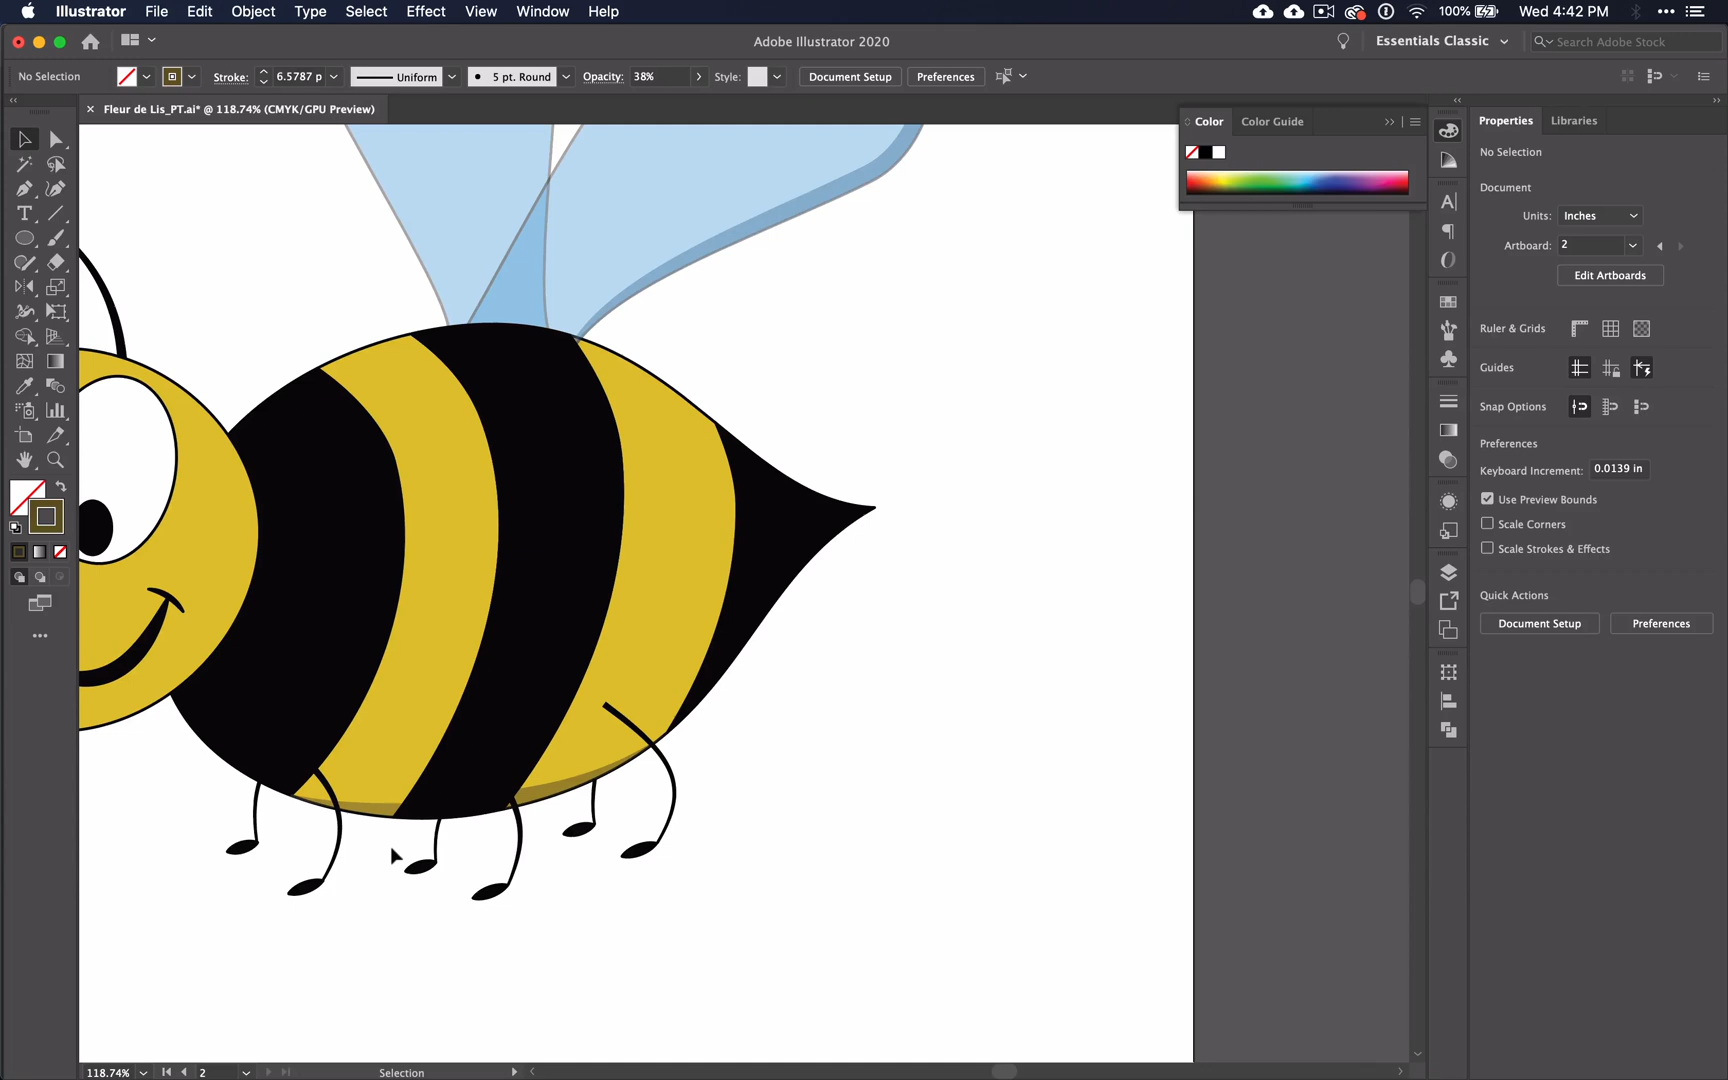 Illustrator File Edit Object Type Select Effect View Window Help 100% Wed 4:42 PM
Adobe Illustrator 2020 Essentials Classic Search Adobe Stock
No Selection Stroke: 6.5787 p Uniform 5 pt. Round Opacity: 38% Style: Document Setup Preferences
× Fleur de Lis_PT.ai* @ 118.74% (CMYK/GPU Preview)
Color Color Guide
Properties Libraries
No Selection
Document
Units: Inches
Artboard: 2
Edit Artboards
Ruler & Grids
Guides
Snap Options
Preferences
Keyboard Increment: 0.0139 in
Use Preview Bounds
Scale Corners
Scale Strokes & Effects
Quick Actions
Document Setup Preferences
118.74% 2 Selection